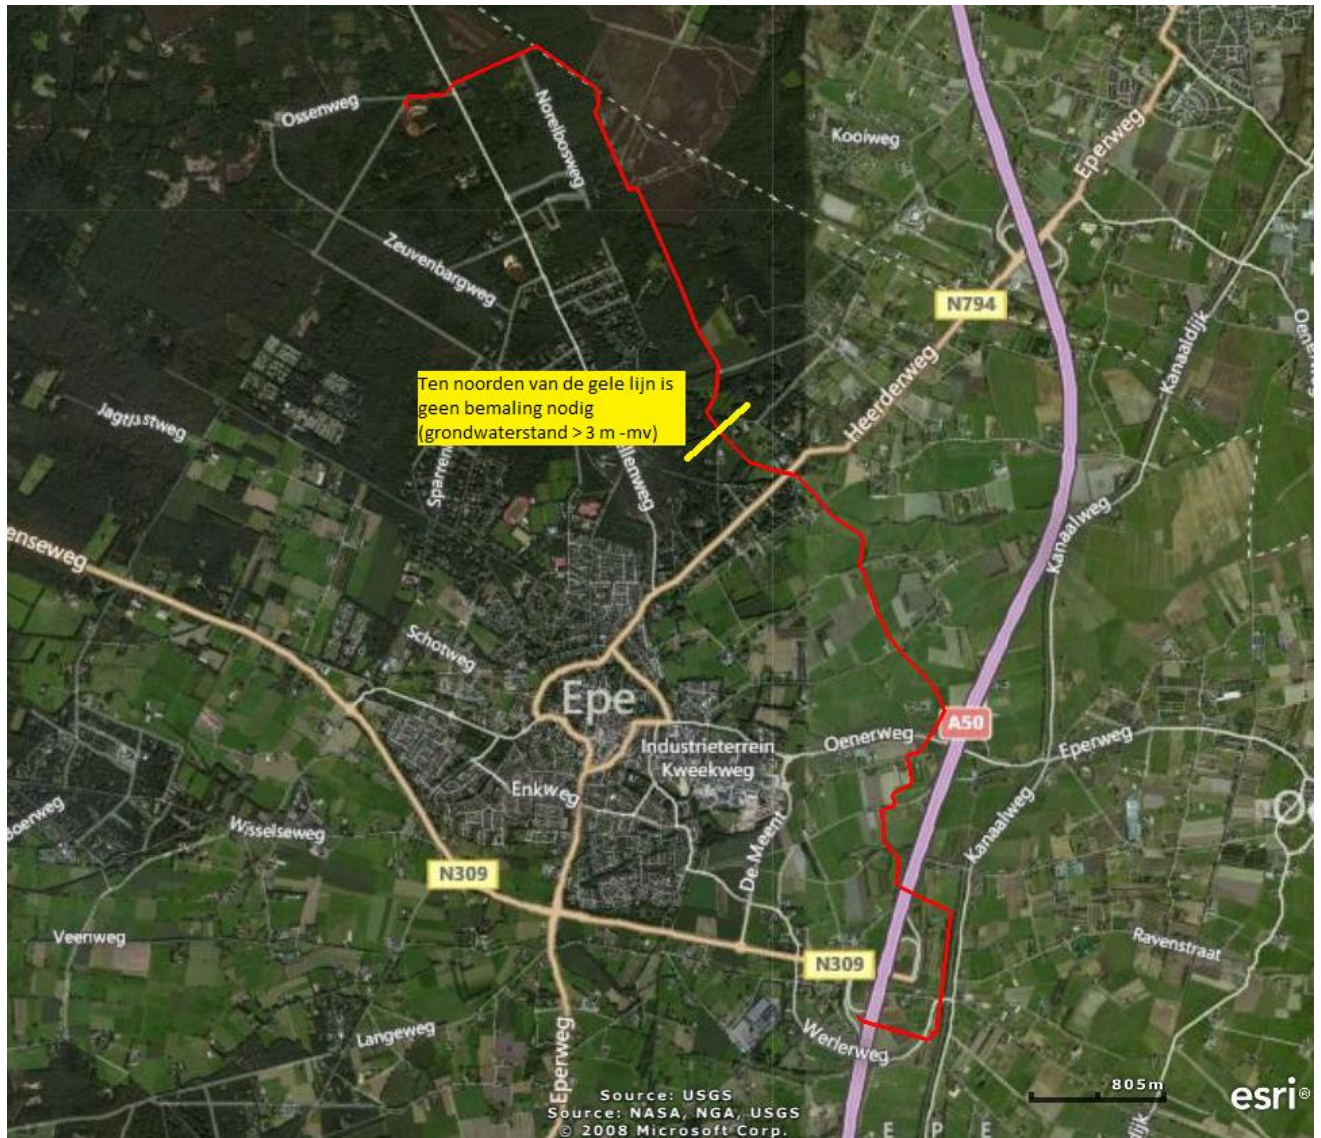 Ossenweg
Norelbosweg
Kooiweg
Eperweg
Zeuvenbargweg
N794
Kanaaldijk
Heerderweg
Ten noorden van de gele lijn is
geen bemaling nodig
(grondwaterstand > 3 m -mv)
ellenweg
Kanaalweg
enseweg
Schotweg
Epe
A50
Oenerweg
Eperweg
Industrieterrein
Kweekweg
Enkweg
Boerweg
Wisselseweg
De Meent
Kanaalweg
N309
Veenweg
Ravenstraat
N309
Langeweg
Eperweg
Werlerweg
805m
esri®
Source: USGS
Source: NASA, NGA, USGS
© 2008 Microsoft Corp.
E P E